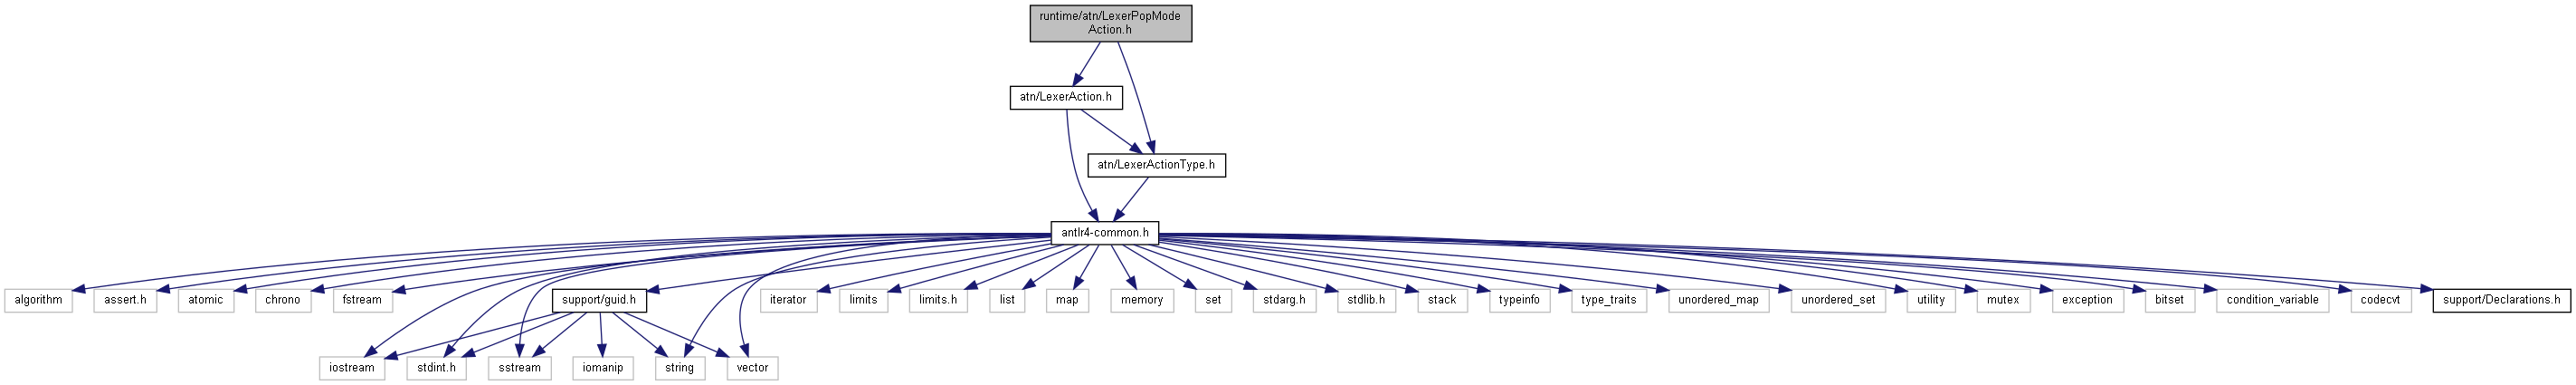 runtime/atn/LexerPopMode
Action.h
atn/LexerAction.h
atn/LexerActionType.h
antlr4-common.h
algorithm
assert.h
atomic
chrono
fstream
support/guid.h
iterator
limits
limits.h
list
map
memory
set
stdarg.h
stdlib.h
stack
typeinfo
type_traits
unordered_map
unordered_set
utility
mutex
exception
bitset
condition_variable
codecvt
support/Declarations.h
iostream
stdint.h
sstream
iomanip
string
vector